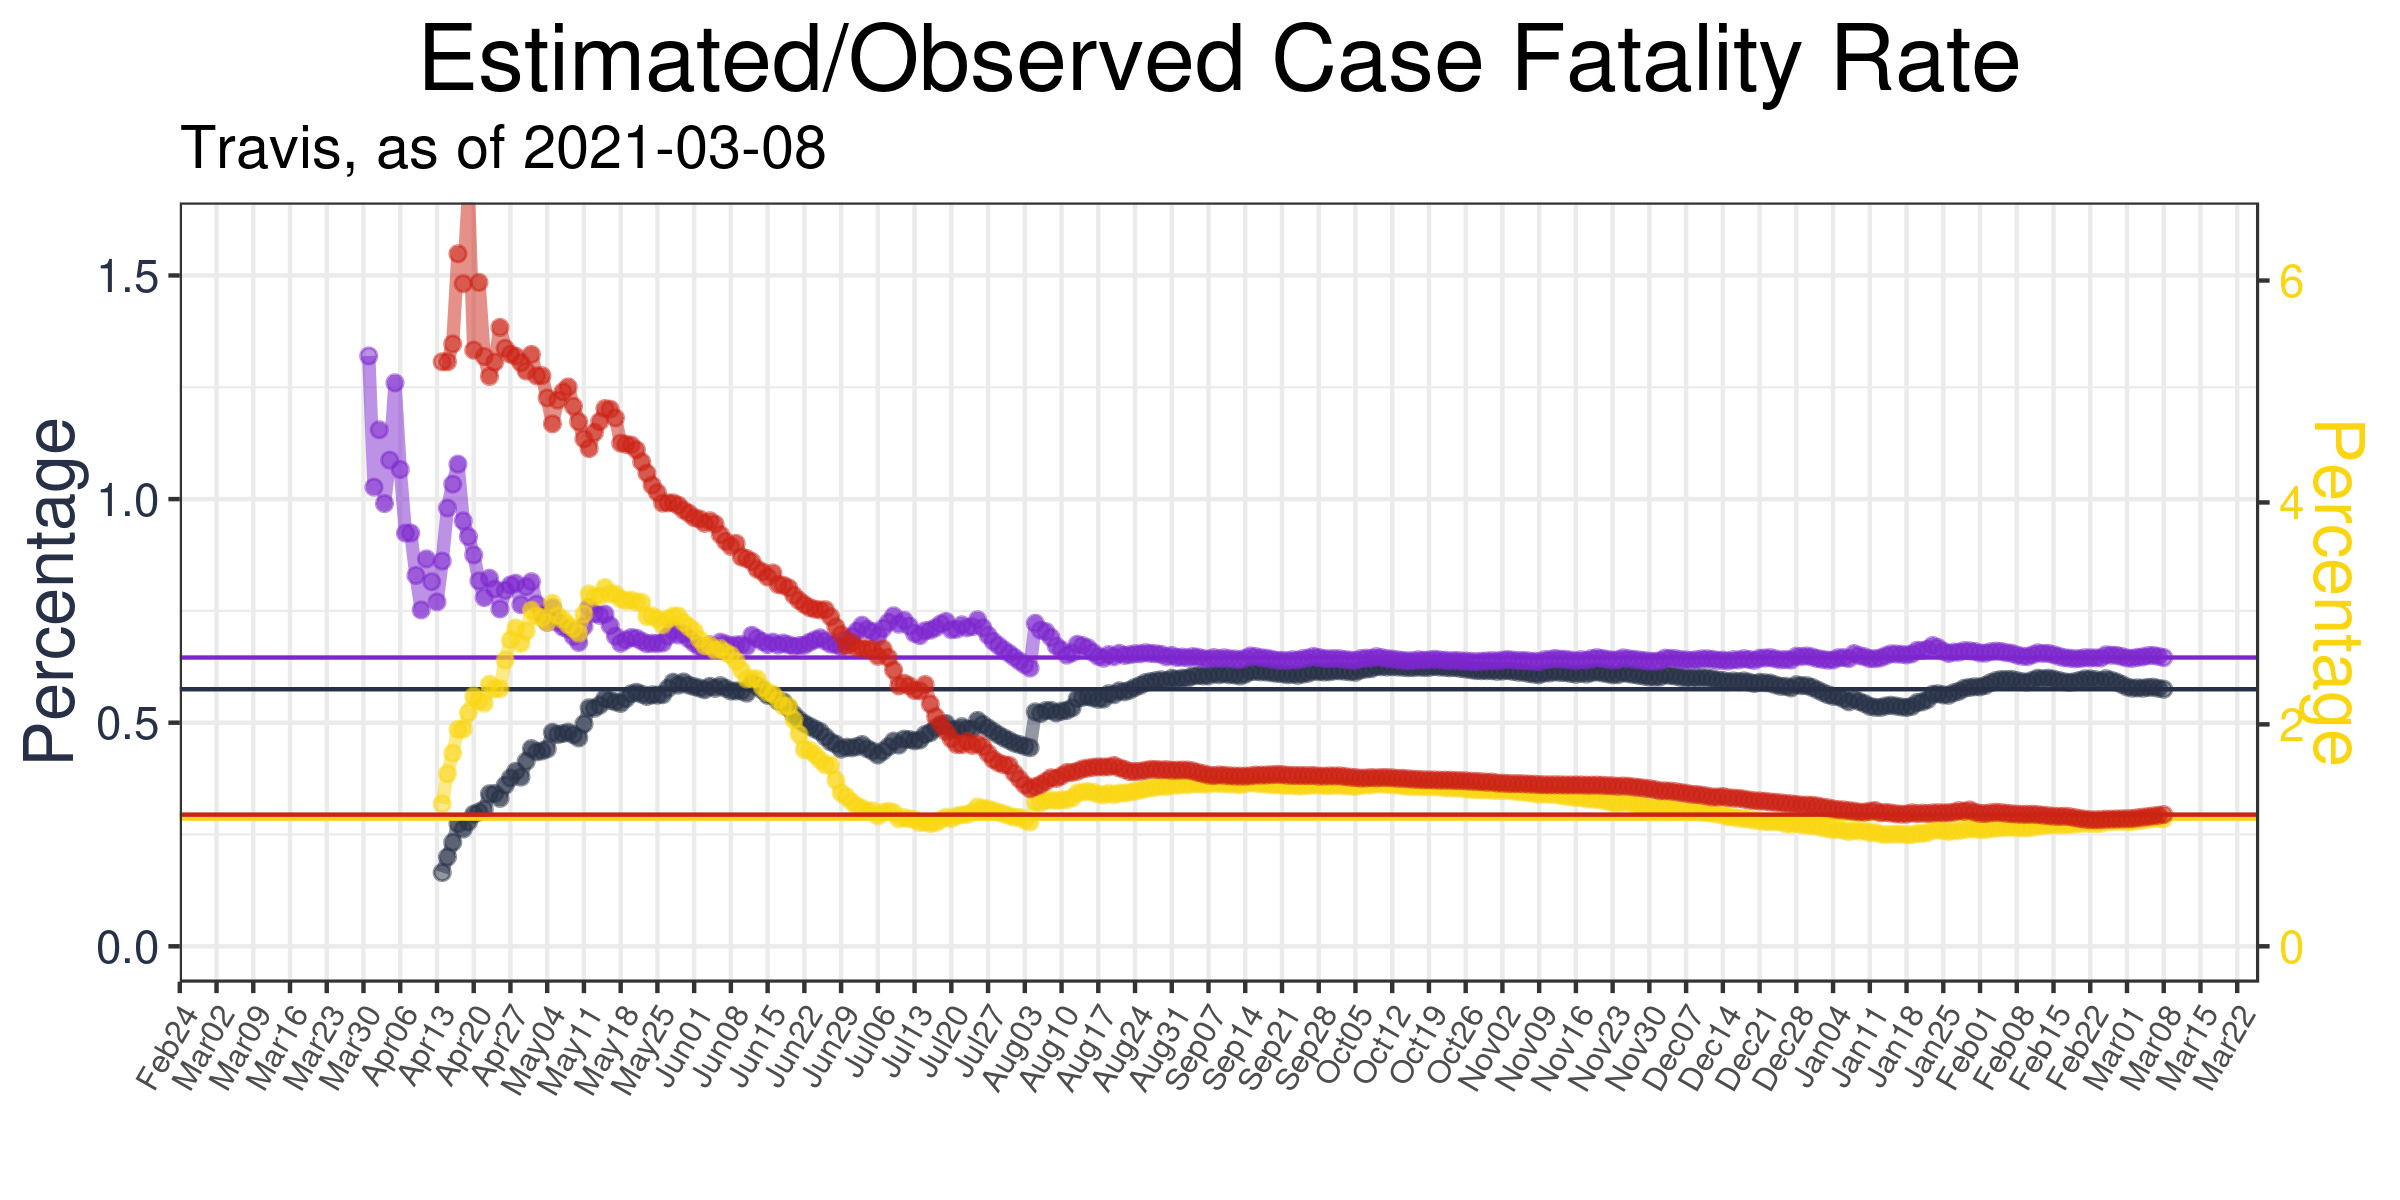 Estimated/Observed Case Fatality Rate
Travis, as of 2021-03-08
Percentage
1.5
1.0
0.5
0.0
6
4
2
0
Percentage
Feb24
Mar02
Mar09
Mar16
Mar23
Mar30
Apr06
Apr13
Apr20
Apr27
May04
May11
May18
May25
Jun01
Jun08
Jun15
Jun22
Jun29
Jul06
Jul13
Jul20
Jul27
Aug03
Aug10
Aug17
Aug24
Aug31
Sep07
Sep14
Sep21
Sep28
Oct05
Oct12
Oct19
Oct26
Nov02
Nov09
Nov16
Nov23
Nov30
Dec07
Dec14
Dec21
Dec28
Jan04
Jan11
Jan18
Jan25
Feb01
Feb08
Feb15
Feb22
Mar01
Mar08
Mar15
Mar22